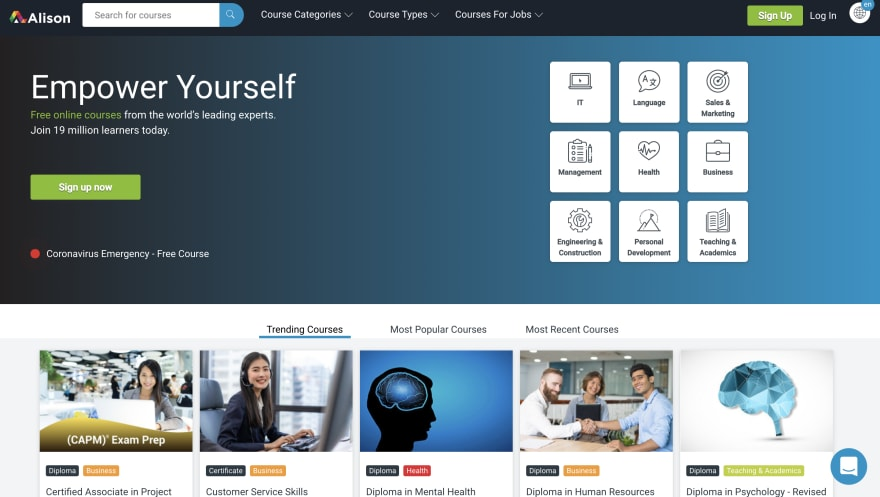 Alison
Search for courses
Course Categories
Course Types
Courses For Jobs
Sign Up
Log In
en
Empower Yourself
Free online courses from the world's leading experts.
Join 19 million learners today.
Sign up now
Coronavirus Emergency - Free Course
IT
Language
Sales &
Marketing
Management
Health
Business
Engineering &
Construction
Personal
Development
Teaching &
Academics
Trending Courses
Most Popular Courses
Most Recent Courses
(CAPM)® Exam Prep
Diploma Business
Certified Associate in Project
Certificate Business
Customer Service Skills
Diploma Health
Diploma in Mental Health
Diploma Business
Diploma in Human Resources
Diploma Teaching & Academics
Diploma in Psychology - Revised